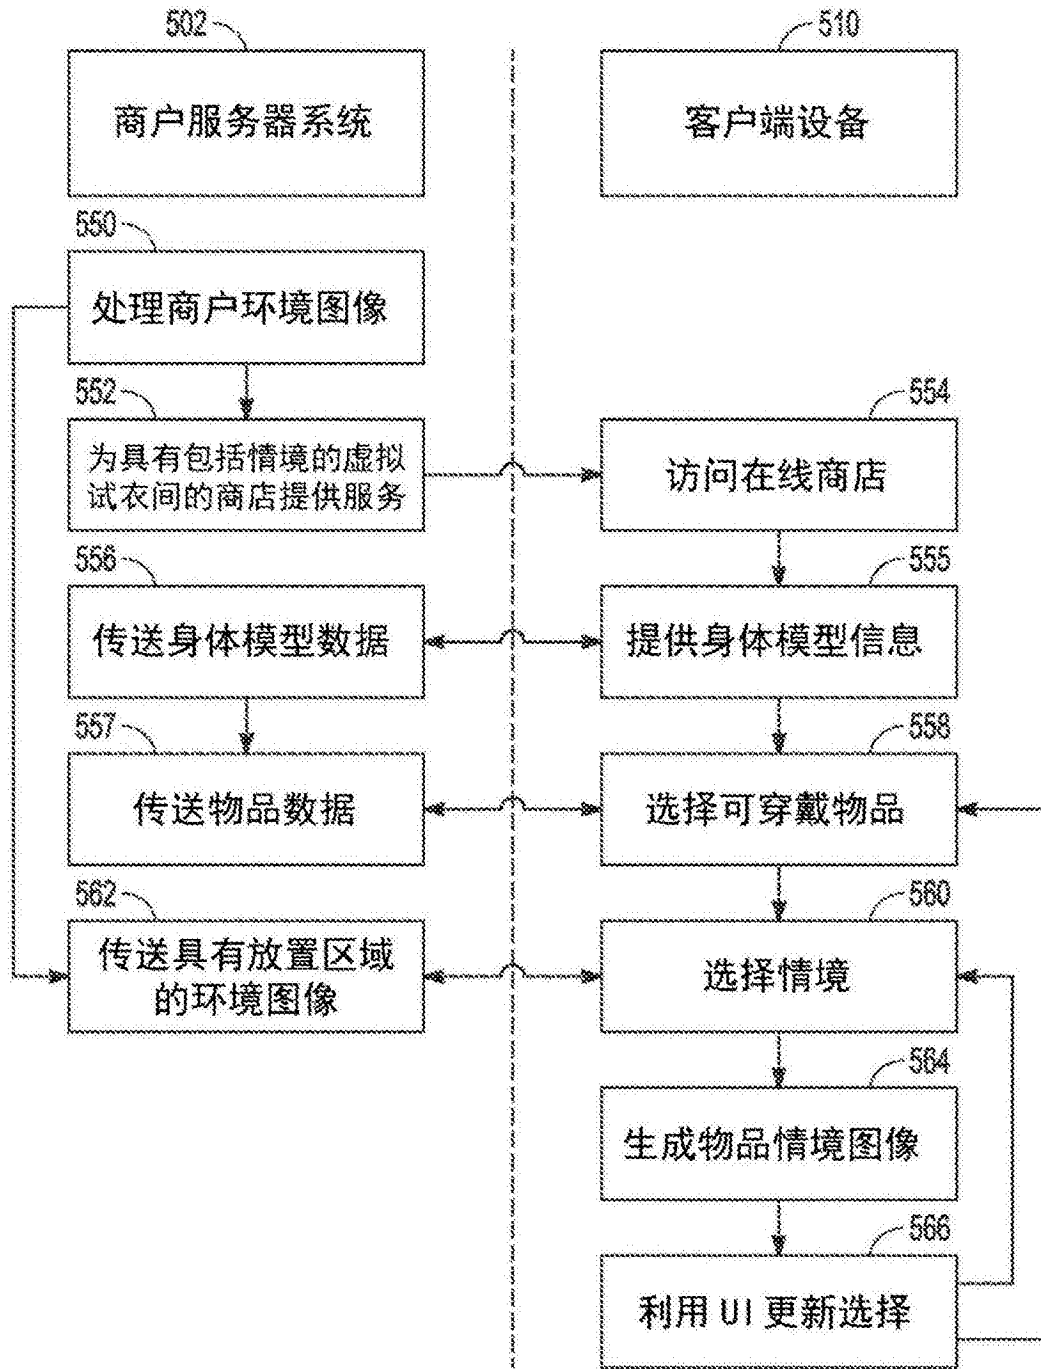 502
商户服务器系统
510
客户端设备
550
处理商户环境图像
552
为具有包括情境的虚拟
试衣间的商店提供服务
554
访问在线商店
556
传送身体模型数据
555
提供身体模型信息
557
传送物品数据
558
选择可穿戴物品
562
传送具有放置区域
的环境图像
560
选择情境
564
生成物品情境图像
566
利用 UI 更新选择